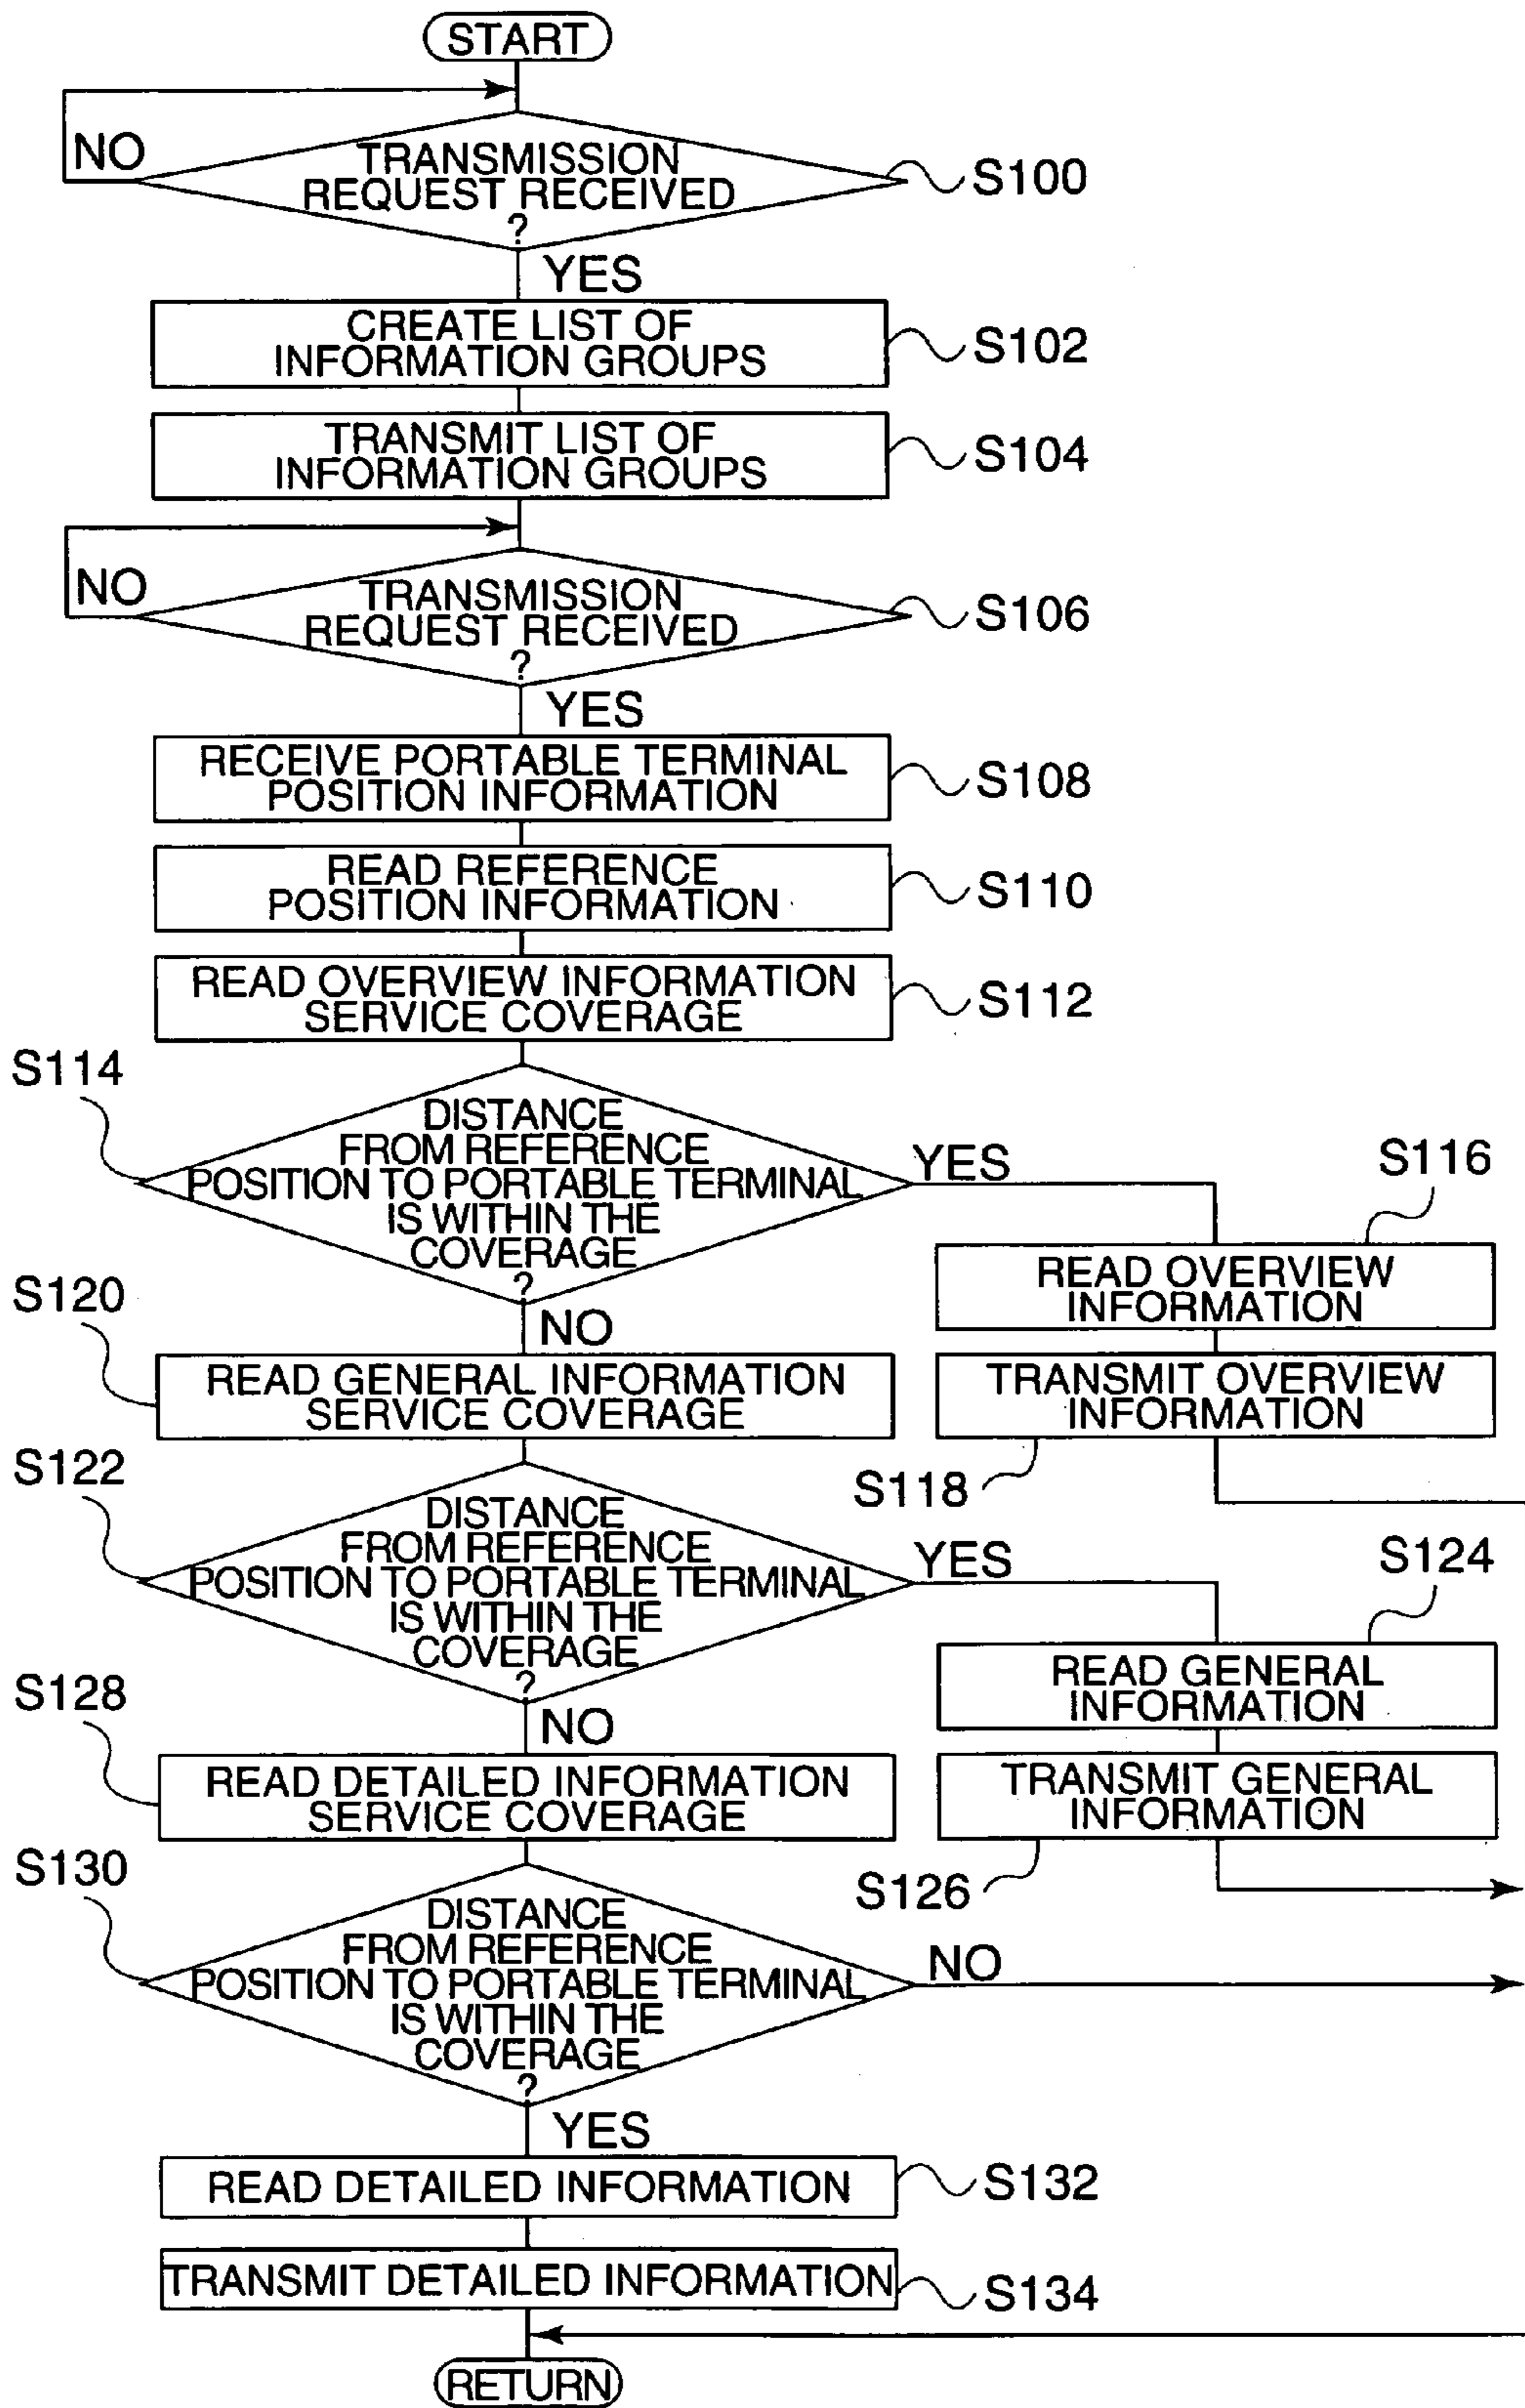 START
NO
TRANSMISSION
REQUEST RECEIVED
?
S100
YES
CREATE LIST OF
INFORMATION GROUPS
S102
TRANSMIT LIST OF
INFORMATION GROUPS
S104
NO
TRANSMISSION
REQUEST RECEIVED
?
S106
YES
RECEIVE PORTABLE TERMINAL
POSITION INFORMATION
S108
READ REFERENCE
POSITION INFORMATION
S110
READ OVERVIEW INFORMATION
SERVICE COVERAGE
S112
S114
DISTANCE
FROM REFERENCE
POSITION TO PORTABLE TERMINAL
IS WITHIN THE
COVERAGE
?
YES
S116
READ OVERVIEW
INFORMATION
TRANSMIT OVERVIEW
INFORMATION
S118
NO
S120
READ GENERAL INFORMATION
SERVICE COVERAGE
S122
DISTANCE
FROM REFERENCE
POSITION TO PORTABLE TERMINAL
IS WITHIN THE
COVERAGE
?
YES
S124
READ GENERAL
INFORMATION
TRANSMIT GENERAL
INFORMATION
S126
NO
S128
READ DETAILED INFORMATION
SERVICE COVERAGE
S130
DISTANCE
FROM REFERENCE
POSITION TO PORTABLE TERMINAL
IS WITHIN THE
COVERAGE
?
NO
YES
READ DETAILED INFORMATION
S132
TRANSMIT DETAILED INFORMATION
S134
RETURN